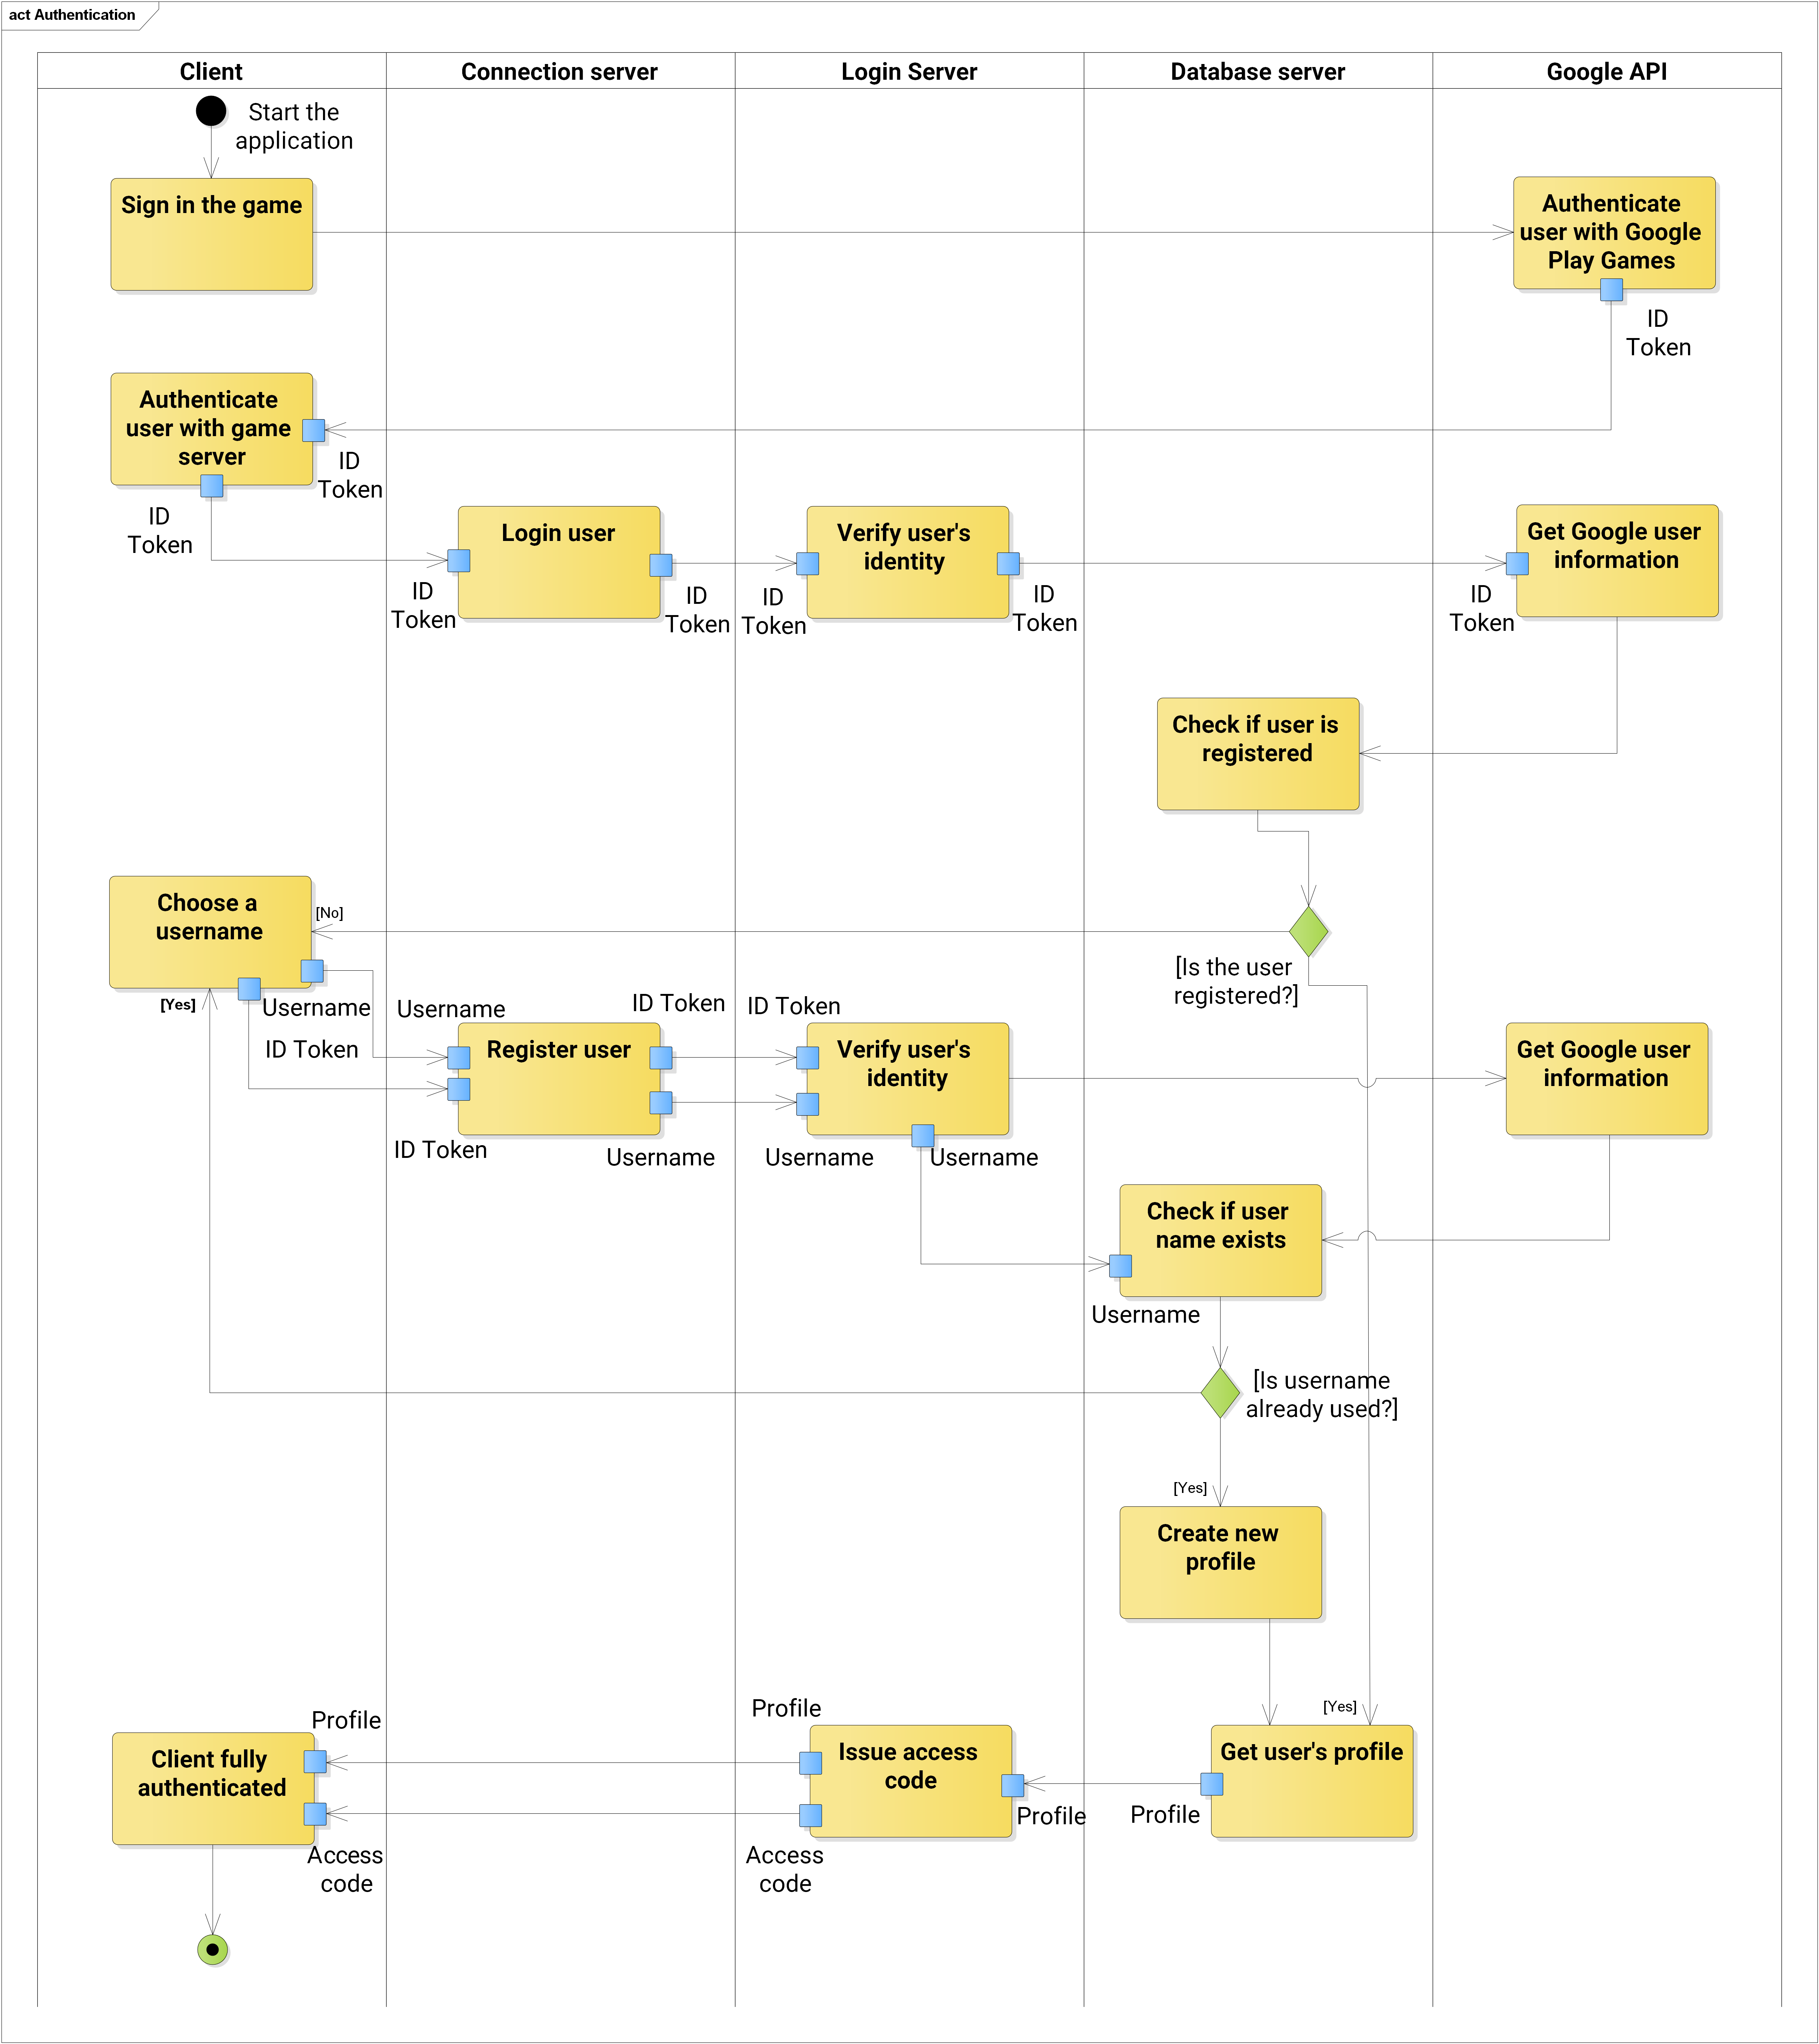 act Authentication
Client
Connection server
Login Server
Database server
Google API
Start the
application
Sign in the game
Authenticate
user with Google
Play Games
ID
Token
Authenticate
user with game
server
ID
Token
ID
Token
Login user
ID
Token
ID
Token
Verify user's
identity
ID
Token
ID
Token
Get Google user
information
ID
Token
Check if user is
registered
Choose a
username
[No]
[Is the user
registered?]
[Yes]
Username
ID Token
Username
ID Token
Register user
ID Token
Username
ID Token
Verify user's
identity
Username
Username
Get Google user
information
Check if user
name exists
Username
[Is username
already used?]
[Yes]
Create new
profile
[Yes]
Get user's profile
Profile
Profile
Issue access
code
Profile
Access
code
Profile
Client fully
authenticated
Access
code